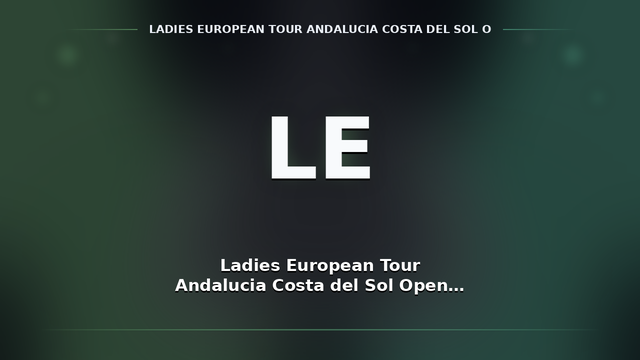 LADIES EUROPEAN TOUR ANDALUCIA COSTA DEL SOL O
LE
Ladies European Tour
Andalucia Costa del Sol Open…